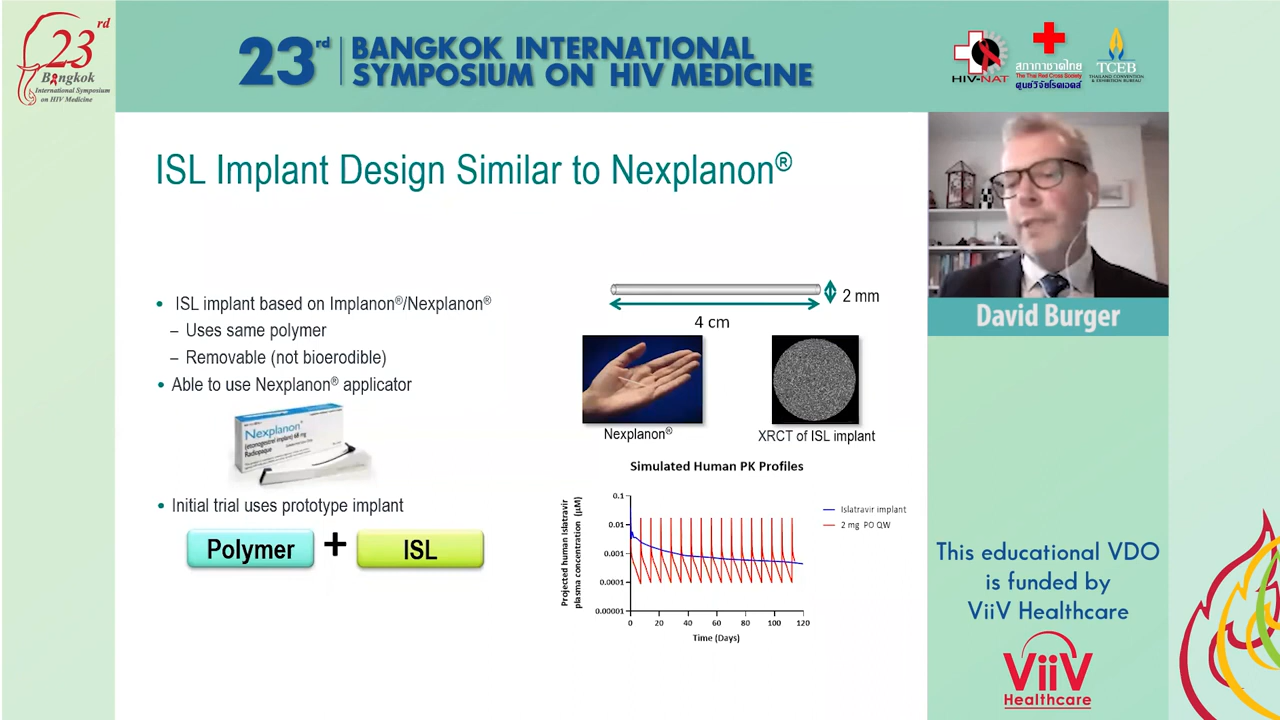 23rd
Bangkok
International Symposium
on HIV Medicine
23rd
BANGKOK INTERNATIONAL
SYMPOSIUM ON HIV MEDICINE
HIV-NAT
สภากาชาดไทย
The Thai Red Cross Society
ศูนย์วิจัยโรคเอดส์
TCEB
THAILAND CONVENTION
& EXHIBITION BUREAU
ISL Implant Design Similar to Nexplanon®
• ISL implant based on Implanon®/Nexplanon®
– Uses same polymer
– Removable (not bioerodible)
• Able to use Nexplanon® applicator
Nexplanon
(etonogestrel implant) 68 mg
Radiopaque
• Initial trial uses prototype implant
Polymer + ISL
2 mm
4 cm
Nexplanon®
XRCT of ISL implant
Simulated Human PK Profiles
Projected human Islatravir
plasma concentration (µM)
0.1
0.01
0.001
0.0001
0.00001
0 20 40 60 80 100 120
Time (Days)
Islatravir implant
2 mg PO QW
David Burger
This educational VDO
is funded by
ViiV Healthcare
ViiV
Healthcare